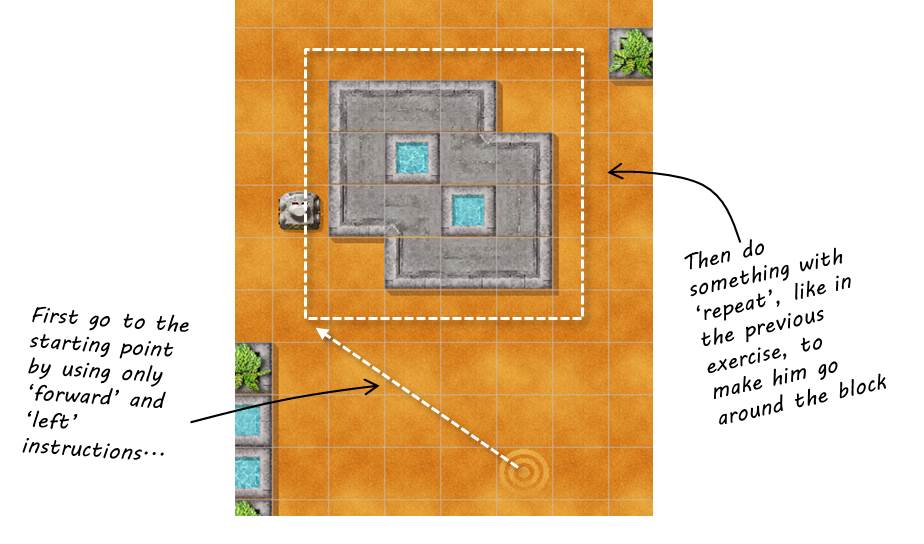 First go to the
starting point
by using only
‘forward’ and
‘left’
instructions...
Then do
something with
‘repeat’, like in
the previous
exercise, to
make him go
around the block